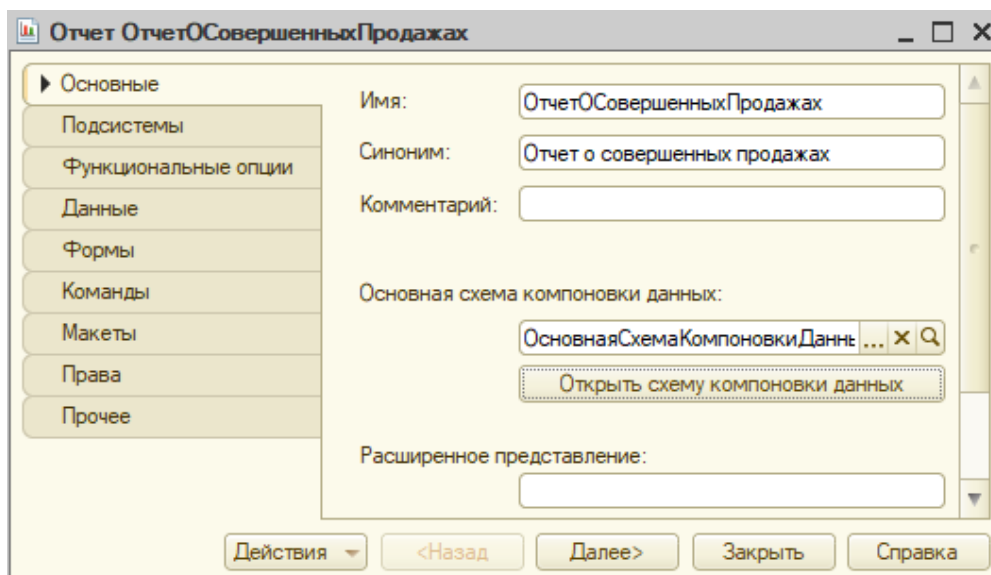 Отчет ОтчетОСовершенныхПродажах
Основные
Подсистемы
Функциональные опции
Данные
Формы
Команды
Макеты
Права
Прочее
Имя: ОтчетОСовершенныхПродажах
Синоним: Отчет о совершенных продажах
Комментарий:
Основная схема компоновки данных:
ОсновнаяСхемаКомпоновкиДанны ...
Открыть схему компоновки данных
Расширенное представление:
Действия <Назад Далее> Закрыть Справка